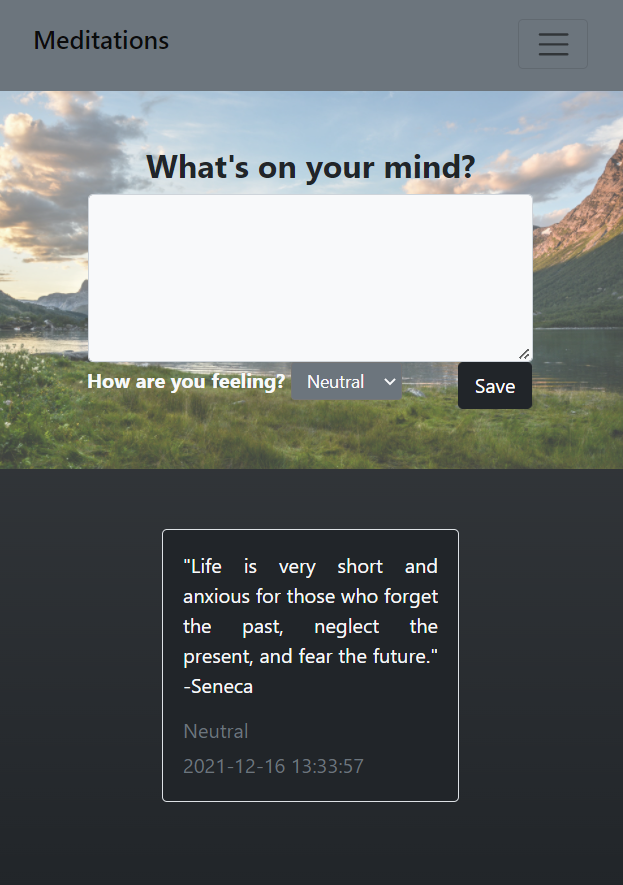 Meditations
What's on your mind?
How are you feeling? Neutral Save
"Life is very short and
anxious for those who forget
the past, neglect the
present, and fear the future."
-Seneca
Neutral
2021-12-16 13:33:57